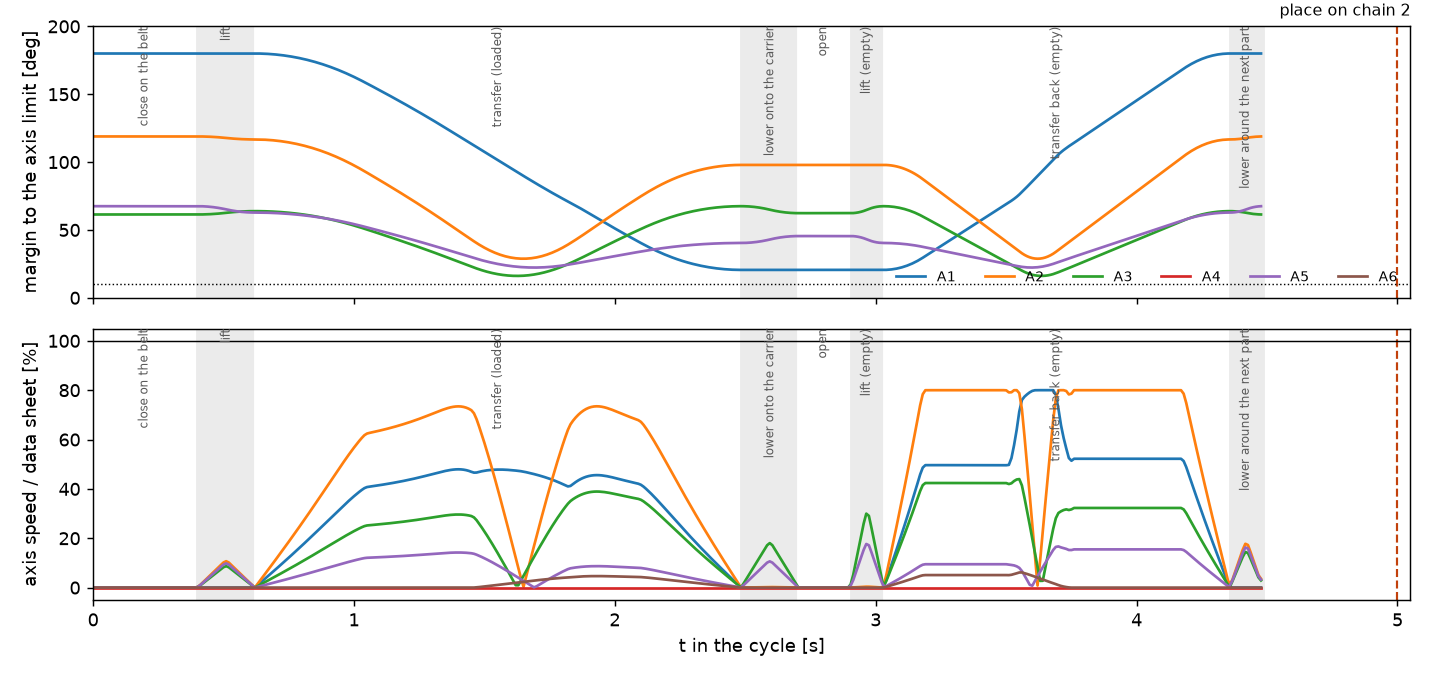 place on chain 2
margin to the axis limit [deg]
200
150
100
50
0
close on the belt
lift
transfer (loaded)
lower onto the carrier
open
lift (empty)
transfer back (empty)
lower around the next part
A1 A2 A3 A4 A5 A6
axis speed / data sheet [%]
100
80
60
40
20
0
close on the belt
lift
transfer (loaded)
lower onto the carrier
open
lift (empty)
transfer back (empty)
lower around the next part
0 1 2 3 4 5
t in the cycle [s]